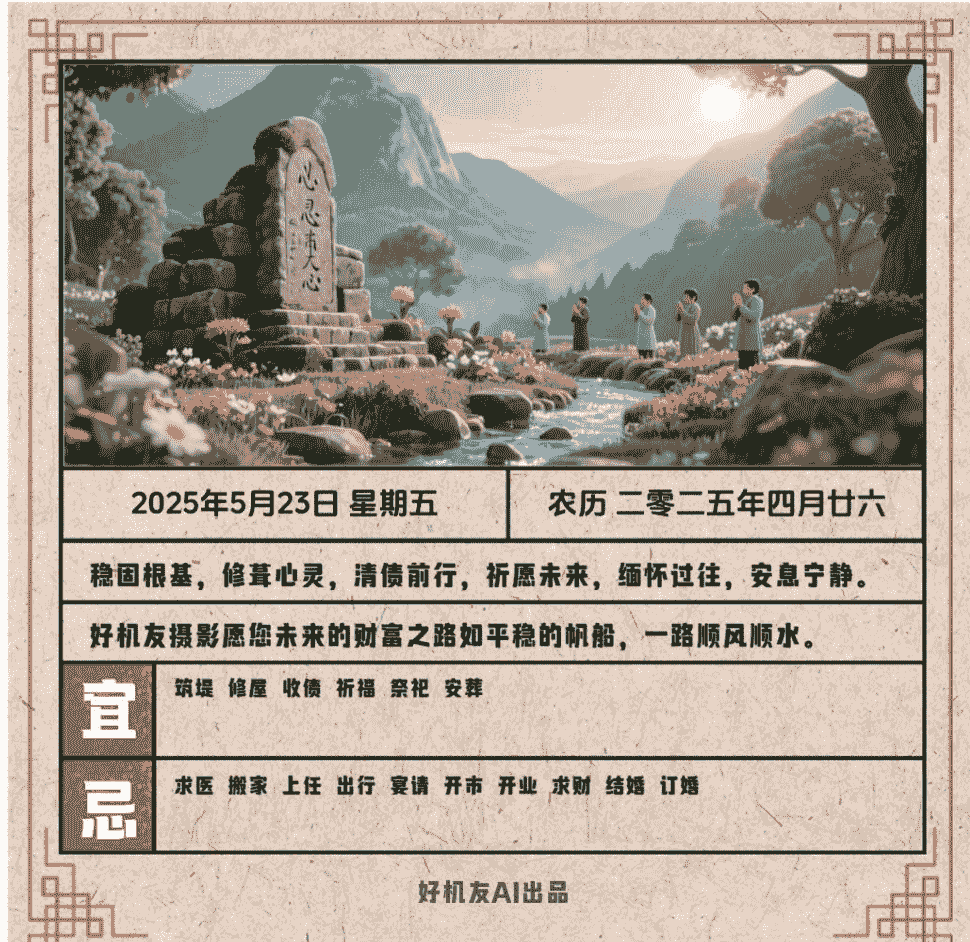 2025年5月23日 星期五
农历 二零二五年四月廿六
稳固根基，修葺心灵，清债前行，祈愿未来，缅怀过往，安息宁静。
好机友摄影愿您未来的财富之路如平稳的帆船，一路顺风顺水。
宜
筑堤 修屋 收债 祈福 祭祀 安葬
忌
求医 搬家 上任 出行 宴请 开市 开业 求财 结婚 订婚
好机友AI出品